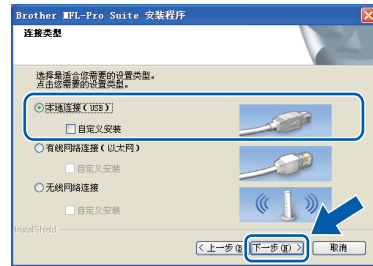 Brother MFL-Pro Suite 安装程序
连接类型
选择最适合您需要的设置类型。
点击您需要的设置类型。
本地连接(USB)
自定义安装
有线网络连接(以太网)
自定义安装
无线网络连接
自定义安装
InstallShield
< 上一步(B) 下一步(N) > 取消